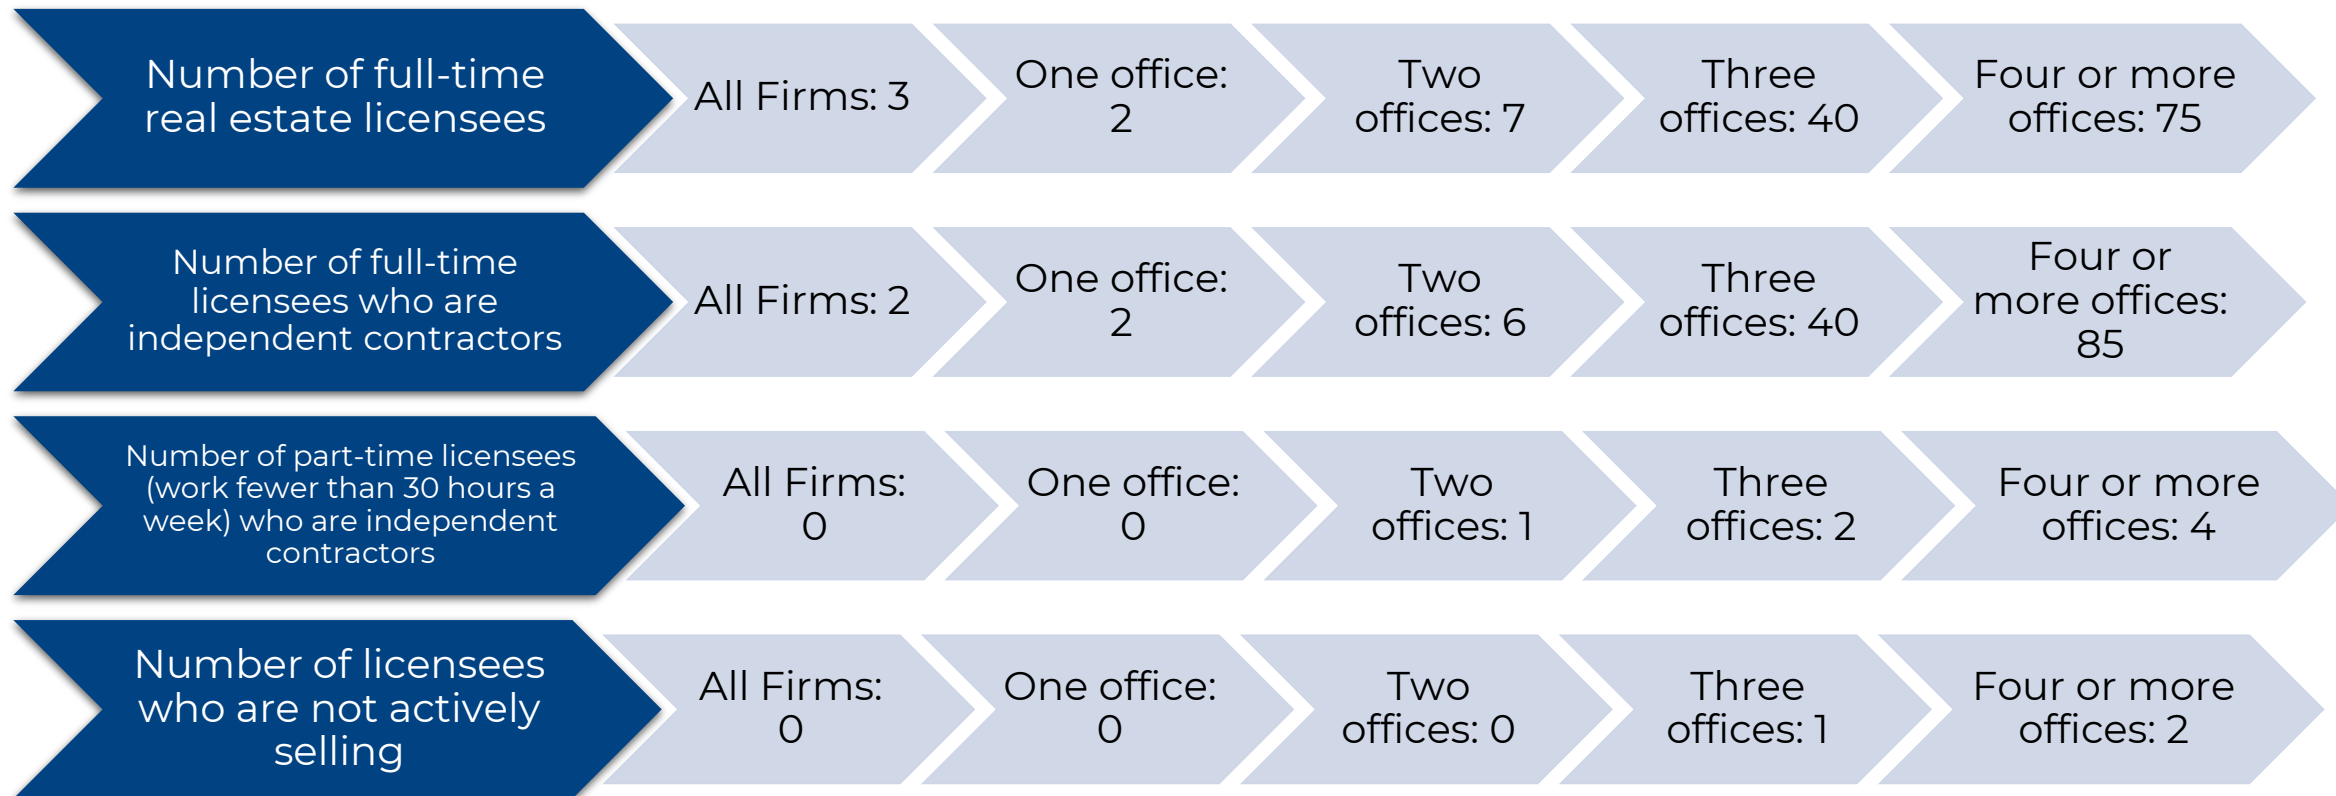 Number of full-time
real estate licensees
All Firms: 3
One office:
2
Two
offices: 7
Three
offices: 40
Four or more
offices: 75
Number of full-time
licensees who are
independent contractors
All Firms: 2
One office:
2
Two
offices: 6
Three
offices: 40
Four or
more offices:
85
Number of part-time licensees
(work fewer than 30 hours a
week) who are independent
contractors
All Firms:
0
One office:
0
Two
offices: 1
Three
offices: 2
Four or more
offices: 4
Number of licensees
who are not actively
selling
All Firms:
0
One office:
0
Two
offices: 0
Three
offices: 1
Four or more
offices: 2